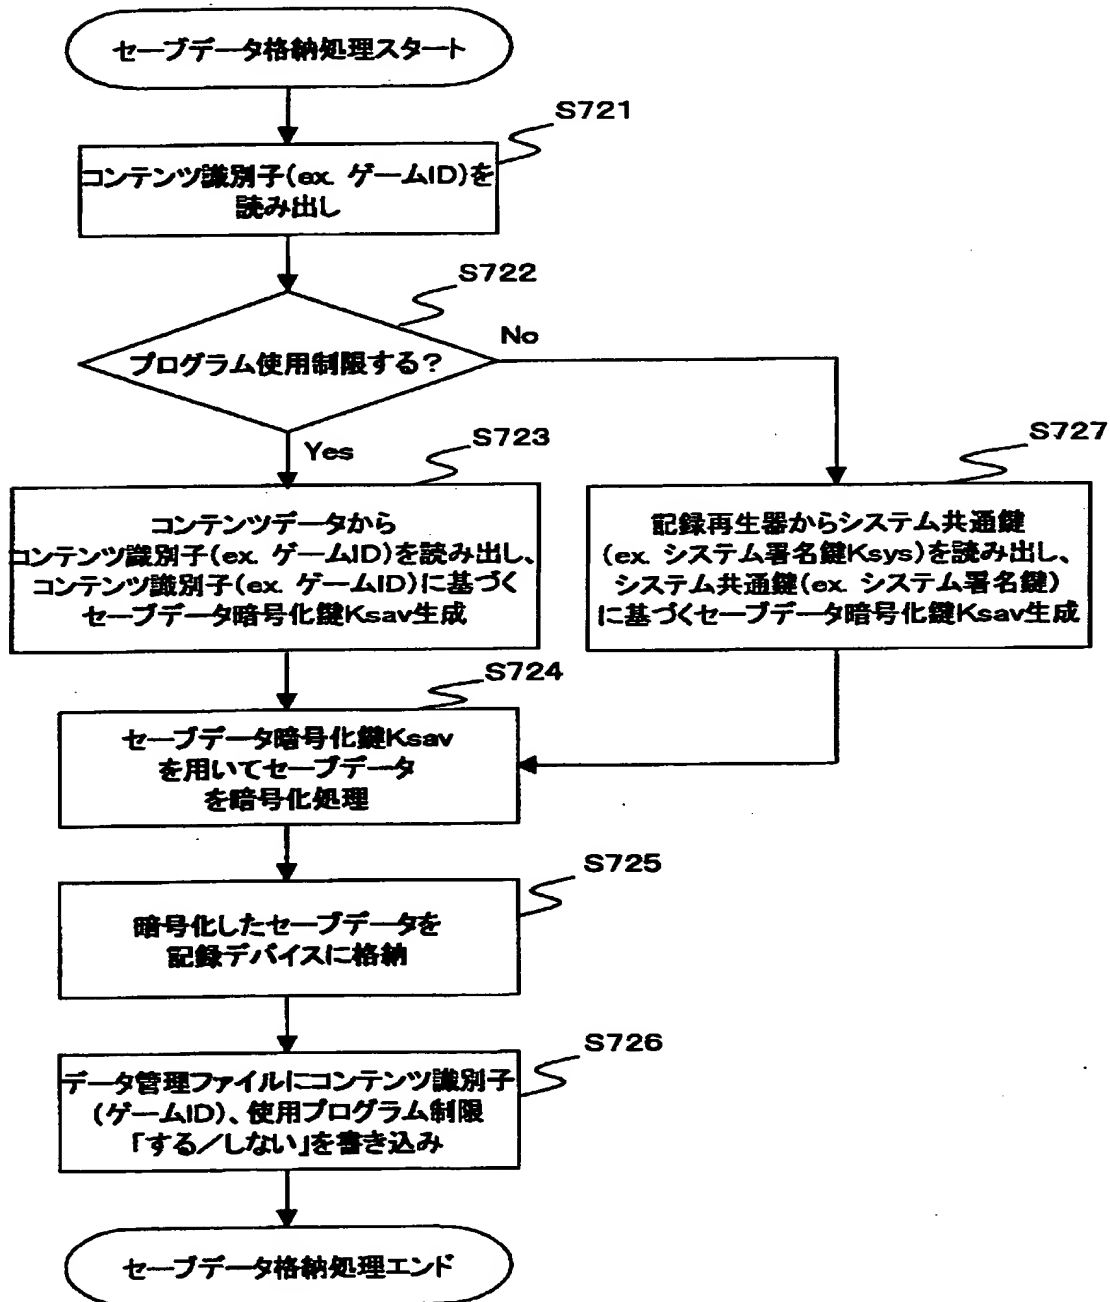 セーブデータ格納処理スタート
S721
コンテンツ識別子(ex. ゲームID)を
読み出し
S722
プログラム使用制限する?
No
Yes
S723
コンテンツデータから
コンテンツ識別子(ex. ゲームID)を読み出し、
コンテンツ識別子(ex. ゲームID)に基づく
セーブデータ暗号化鍵Ksav生成
S727
記録再生器からシステム共通鍵
(ex. システム署名鍵Ksys)を読み出し、
システム共通鍵(ex. システム署名鍵)
に基づくセーブデータ暗号化鍵Ksav生成
S724
セーブデータ暗号化鍵Ksav
を用いてセーブデータ
を暗号化処理
S725
暗号化したセーブデータを
記録デバイスに格納
S726
データ管理ファイルにコンテンツ識別子
(ゲームID)、使用プログラム制限
「する/しない」を書き込み
セーブデータ格納処理エンド